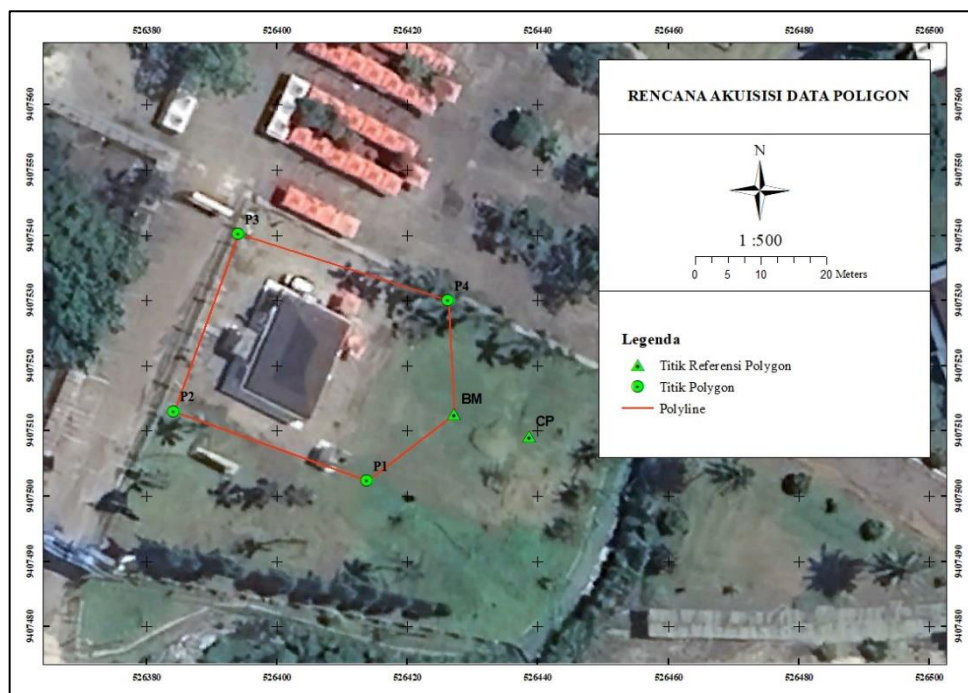 526380 526400 526420 526440 526460 526480 526500
9407560 9407560
9407550 9407550
9407540 9407540
9407530 9407530
9407520 9407520
9407510 9407510
9407500 9407500
9407490 9407490
9407480 9407480
P3
P4
P2
BM
CP
P1
RENCANA AKUISISI DATA POLIGON
N
1 :500
0 5 10 20 Meters
Legenda
Titik Referensi Polygon
Titik Polygon
Polyline
526380 526400 526420 526440 526460 526480 526500